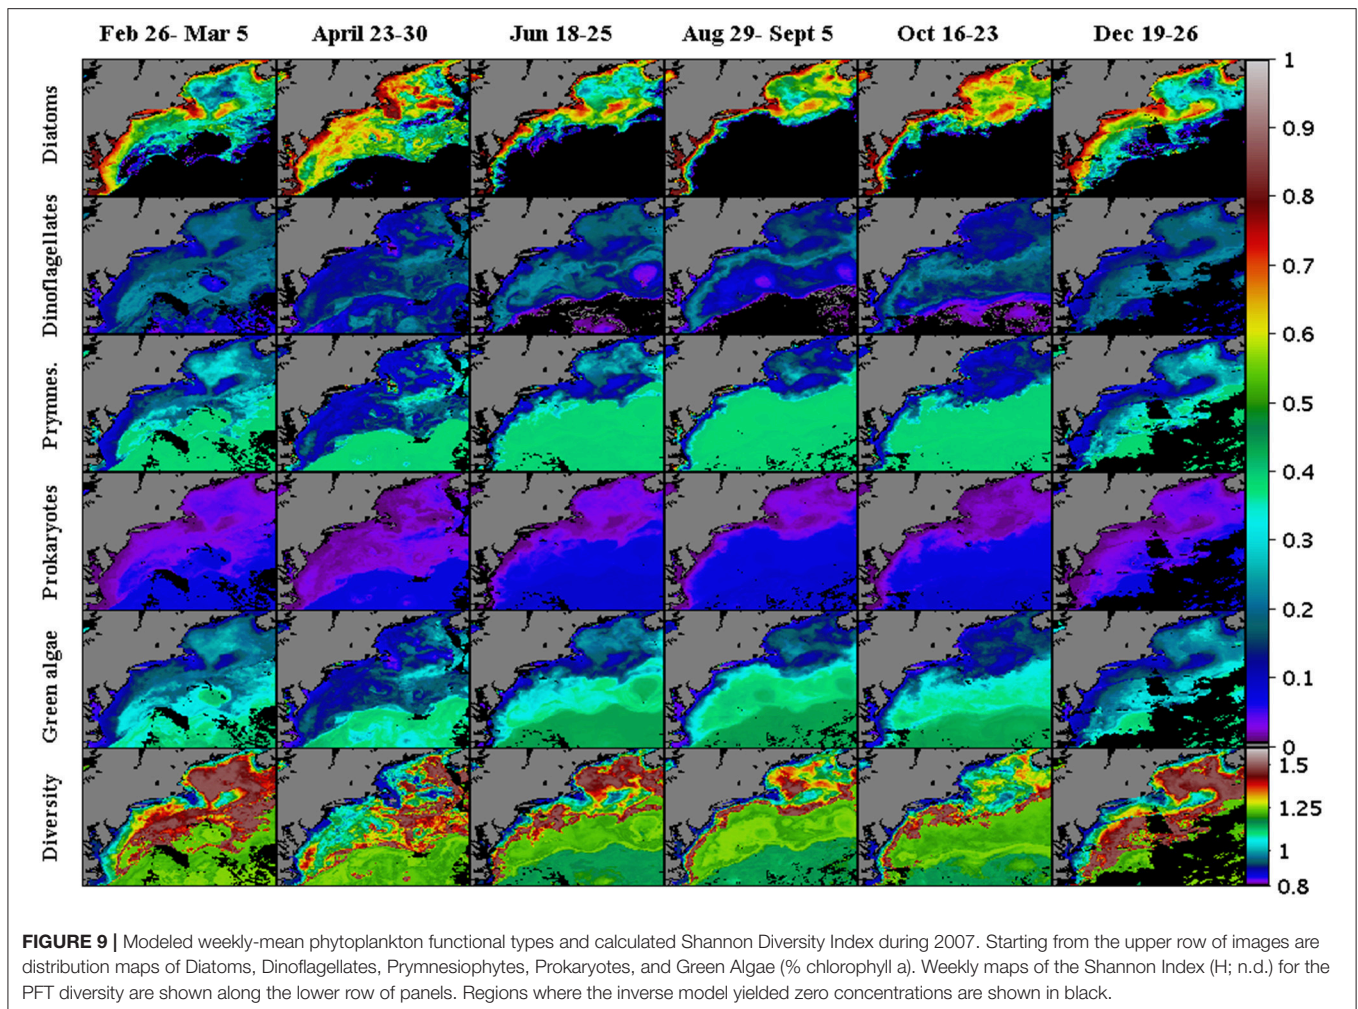 Feb 26- Mar 5 April 23-30 Jun 18-25 Aug 29- Sept 5 Oct 16-23 Dec 19-26
Diatoms
Dinoflagellates
Prymnes.
Prokaryotes
Green algae
Diversity
1
0.9
0.8
0.7
0.6
0.5
0.4
0.3
0.2
0.1
0
1.5
1.25
1
0.8
FIGURE 9 | Modeled weekly-mean phytoplankton functional types and calculated Shannon Diversity Index during 2007. Starting from the upper row of images are
distribution maps of Diatoms, Dinoflagellates, Prymnesiophytes, Prokaryotes, and Green Algae (% chlorophyll a). Weekly maps of the Shannon Index (H; n.d.) for the
PFT diversity are shown along the lower row of panels. Regions where the inverse model yielded zero concentrations are shown in black.